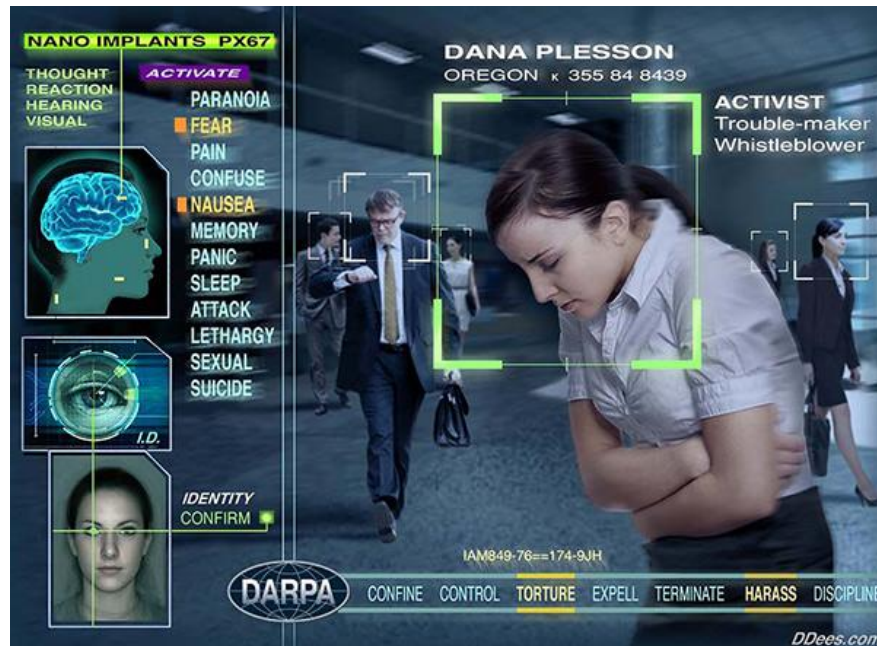 NANO IMPLANTS PX67
THOUGHT
REACTION
HEARING
VISUAL
ACTIVATE
PARANOIA
FEAR
PAIN
CONFUSE
NAUSEA
MEMORY
PANIC
SLEEP
ATTACK
LETHARGY
SEXUAL
SUICIDE
I.D.
IDENTITY
CONFIRM
DANA PLESSON
OREGON K 355 84 8439
ACTIVIST
Trouble-maker
Whistleblower
IAM849-76==174-9JH
DARPA
CONFINE CONTROL TORTURE EXPELL TERMINATE HARASS DISCIPLINE
DDees.com